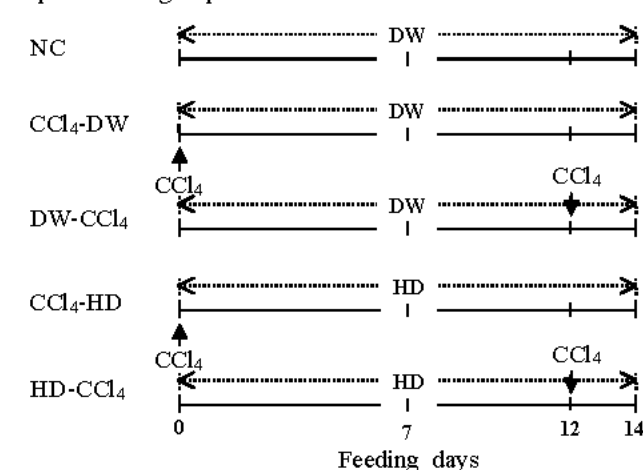 NC
DW
CCl₄-DW
DW
CCl₄
CCl₄
DW-CCl₄
DW
CCl₄-HD
HD
CCl₄
CCl₄
HD-CCl₄
HD
0 7 12 14
Feeding days